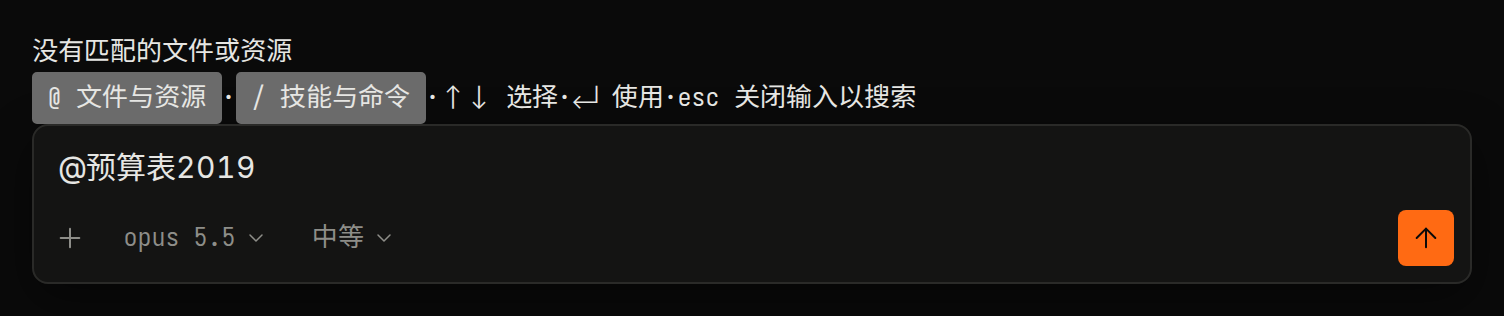 没有匹配的文件或资源
@ 文件与资源 · / 技能与命令 · ↑↓ 选择·↵ 使用·esc 关闭输入以搜索
@预算表2019
opus 5.5 中等